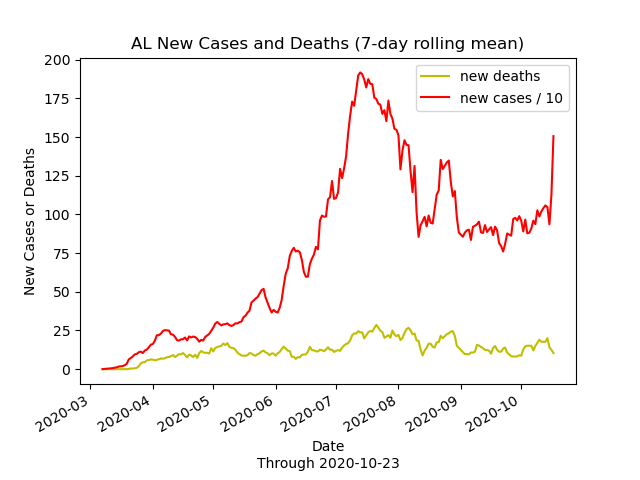 AL New Cases and Deaths (7-day rolling mean)
new deaths
new cases / 10
New Cases or Deaths
200
175
150
125
100
75
50
25
0
2020-03
2020-04
2020-05
2020-06
2020-07
2020-08
2020-09
2020-10
Date
Through 2020-10-23